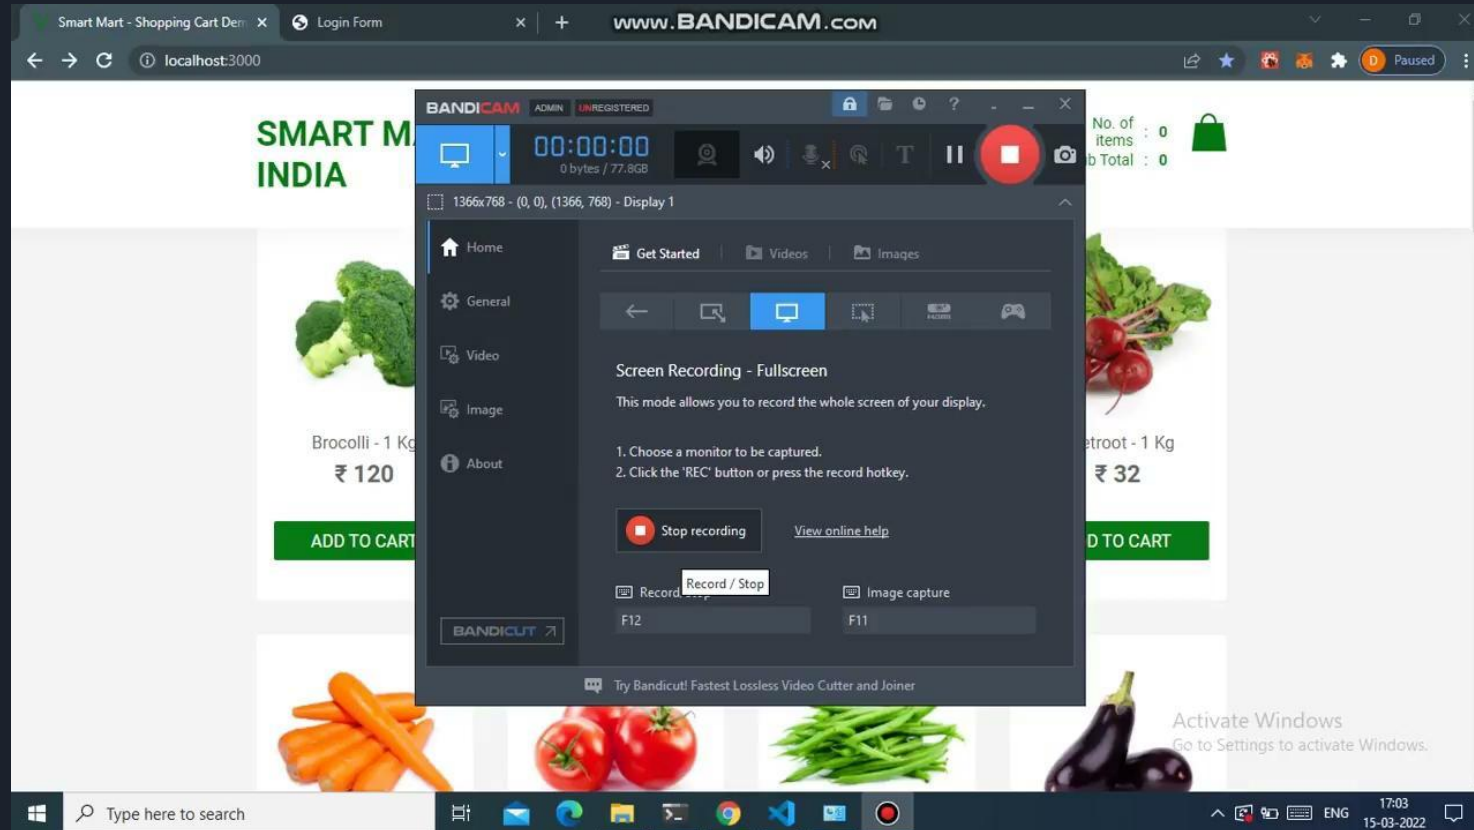 Smart Mart - Shopping Cart Dem
Login Form
www.BANDICAM.com
localhost:3000
D Paused
SMART M
INDIA
No. of
items : 0
b Total : 0
BANDICAM ADMIN UNREGISTERED
00:00:00
0 bytes / 77.8GB
1366x768 - (0, 0), (1366, 768) - Display 1
Home
General
Video
Image
About
BANDICUT
Get Started
Videos
Images
Screen Recording - Fullscreen
This mode allows you to record the whole screen of your display.
1. Choose a monitor to be captured.
2. Click the 'REC' button or press the record hotkey.
Stop recording
View online help
Record / Stop
Record
Image capture
F12
F11
Try Bandicut! Fastest Lossless Video Cutter and Joiner
Brocolli - 1 Kg
₹ 120
ADD TO CART
etroot - 1 Kg
₹ 32
D TO CART
Activate Windows
Go to Settings to activate Windows.
Type here to search
ENG
17:03
15-03-2022